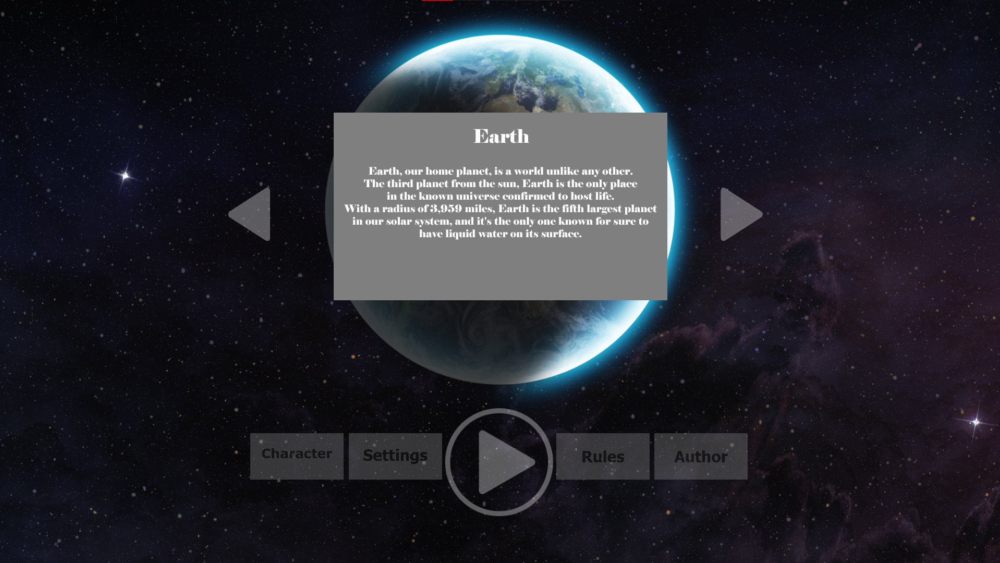 Earth
Earth, our home planet, is a world unlike any other.
The third planet from the sun, Earth is the only place
in the known universe confirmed to host life.
With a radius of 3,959 miles, Earth is the fifth largest planet
in our solar system, and it's the only one known for sure to
have liquid water on its surface.
Character
Settings
Rules
Author